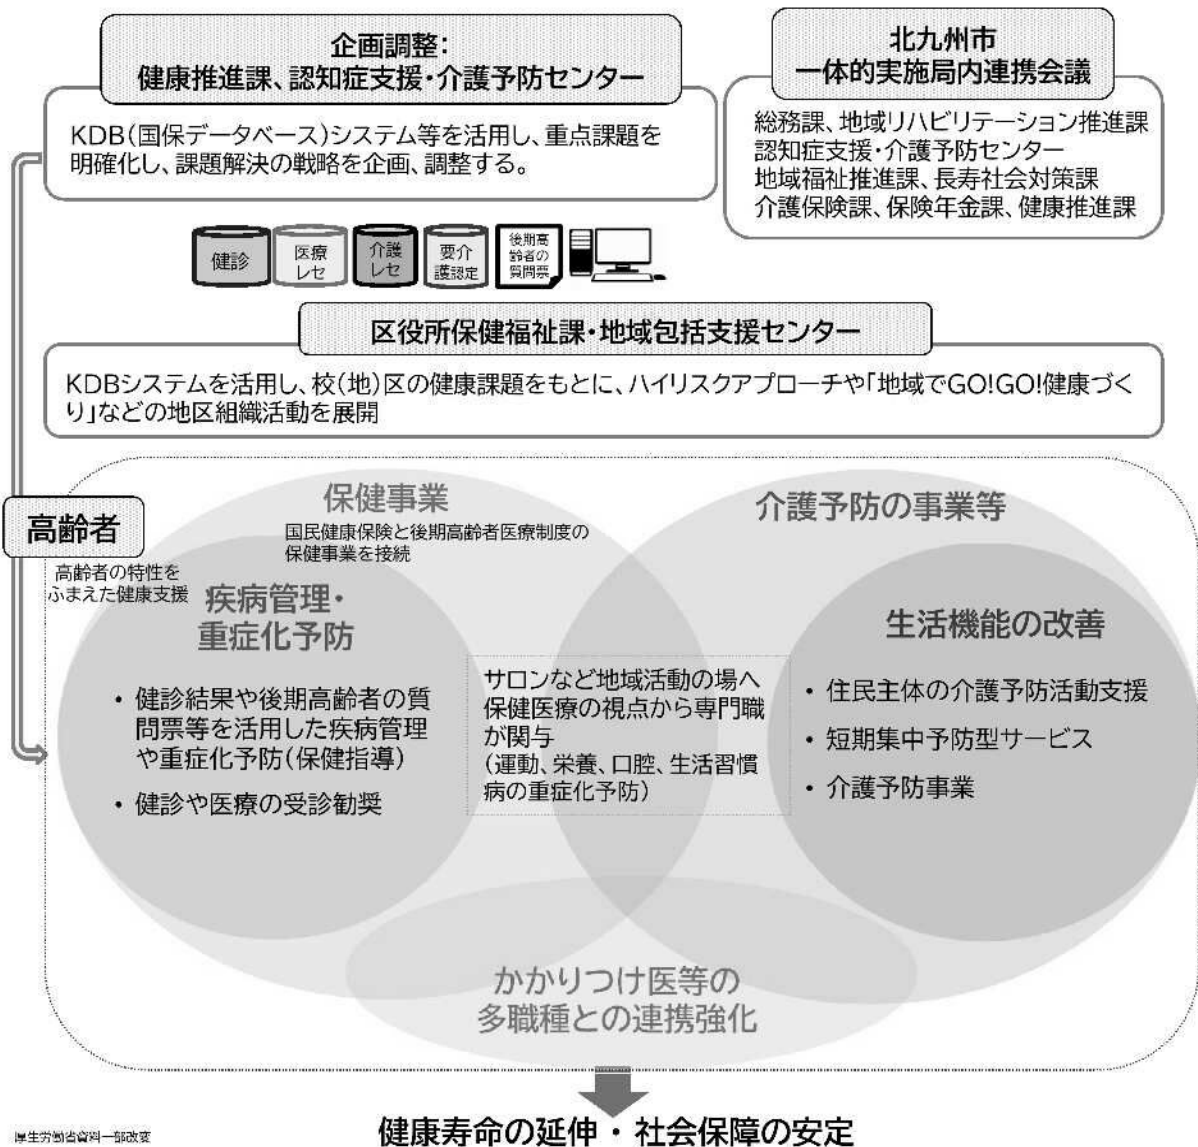 企画調整：
健康推進課、認知症支援・介護予防センター
KDB（国保データベース）システム等を活用し、重点課題を
明確化し、課題解決の戦略を企画、調整する。
北九州市
一体的実施局内連携会議
総務課、地域リハビリテーション推進課
認知症支援・介護予防センター
地域福祉推進課、長寿社会対策課
介護保険課、保険年金課、健康推進課
健診
医療
レセ
介護
レセ
要介
護認定
後期高
齢者の
質問票
区役所保健福祉課・地域包括支援センター
KDBシステムを活用し、校（地）区の健康課題をもとに、ハイリスクアプローチや「地域でGO!GO!健康づく
り」などの地区組織活動を展開
高齢者
高齢者の特性を
ふまえた健康支援
保健事業
国民健康保険と後期高齢者医療制度の
保健事業を接続
疾病管理・
重症化予防
・健診結果や後期高齢者の質
問票等を活用した疾病管理
や重症化予防（保健指導）
・健診や医療の受診勧奨
サロンなど地域活動の場へ
保健医療の視点から専門職
が関与
（運動、栄養、口腔、生活習慣
病の重症化予防）
介護予防の事業等
生活機能の改善
・住民主体の介護予防活動支援
・短期集中予防型サービス
・介護予防事業
かかりつけ医等の
多職種との連携強化
健康寿命の延伸・社会保障の安定
厚生労働省資料一部改変